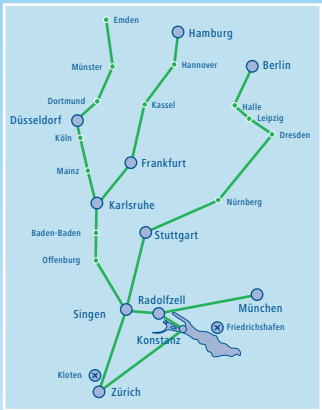 Emden
Hamburg
Münster
Hannover
Berlin
Dortmund
Kassel
Halle
Düsseldorf
Leipzig
Köln
Dresden
Mainz
Frankfurt
Karlsruhe
Nürnberg
Baden-Baden
Stuttgart
Offenburg
Radolfzell
München
Singen
Friedrichshafen
Konstanz
Kloten
Zürich